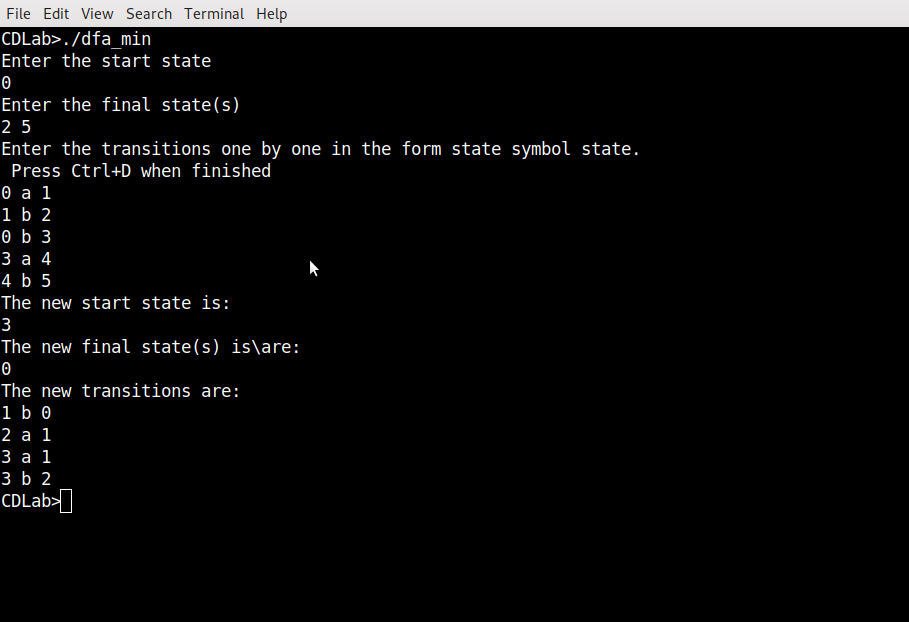 File Edit View Search Terminal Help
CDLab>./dfa_min
Enter the start state
0
Enter the final state(s)
2 5
Enter the transitions one by one in the form state symbol state.
Press Ctrl+D when finished
0 a 1
1 b 2
0 b 3
3 a 4
4 b 5
The new start state is:
3
The new final state(s) is\are:
0
The new transitions are:
1 b 0
2 a 1
3 a 1
3 b 2
CDLab>